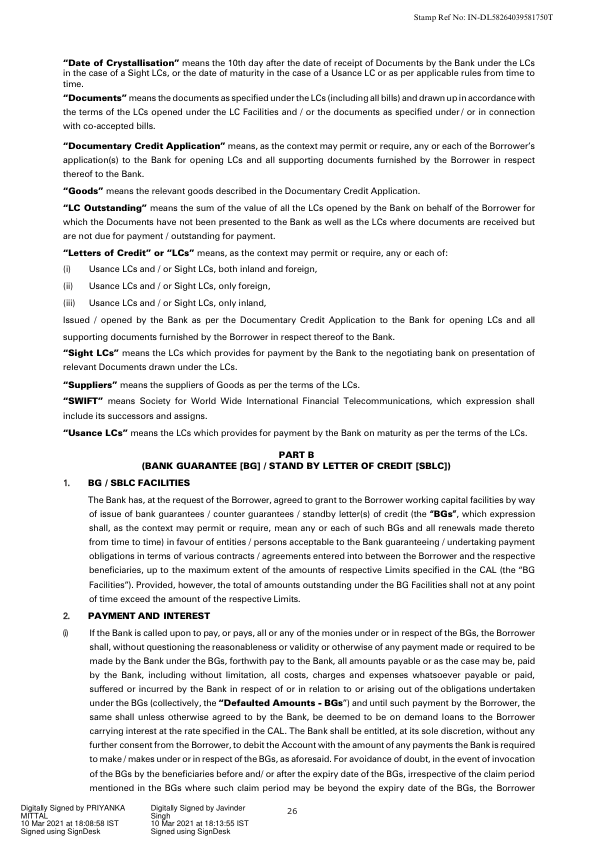 Stamp Ref No: IN-DL58264039581750T
“Date of Crystallisation” means the 10th day after the date of receipt of Documents by the Bank under the LCs
in the case of a Sight LCs, or the date of maturity in the case of a Usance LC or as per applicable rules from time to
time.
“Documents” means the documents as specified under the LCs (including all bills) and drawn up in accordance with
the terms of the LCs opened under the LC Facilities and / or the documents as specified under/ or in connection
with co-accepted bills.
“Documentary Credit Application” means, as the context may permit or require, any or each of the Borrower’s
application(s) to the Bank for opening LCs and all supporting documents furnished by the Borrower in respect
thereof to the Bank.
“Goods” means the relevant goods described in the Documentary Credit Application.
“LC Outstanding” means the sum of the value of all the LCs opened by the Bank on behalf of the Borrower for
which the Documents have not been presented to the Bank as well as the LCs where documents are received but
are not due for payment / outstanding for payment.
“Letters of Credit” or “LCs” means, as the context may permit or require, any or each of:
(i) Usance LCs and / or Sight LCs, both inland and foreign,
(ii) Usance LCs and / or Sight LCs, only foreign,
(iii) Usance LCs and / or Sight LCs, only inland,
Issued / opened by the Bank as per the Documentary Credit Application to the Bank for opening LCs and all
supporting documents furnished by the Borrower in respect thereof to the Bank.
“Sight LCs” means the LCs which provides for payment by the Bank to the negotiating bank on presentation of
relevant Documents drawn under the LCs.
“Suppliers” means the suppliers of Goods as per the terms of the LCs.
“SWIFT” means Society for World Wide International Financial Telecommunications, which expression shall
include its successors and assigns.
“Usance LCs” means the LCs which provides for payment by the Bank on maturity as per the terms of the LCs.
PART B
(BANK GUARANTEE [BG] / STAND BY LETTER OF CREDIT [SBLC])
1. BG / SBLC FACILITIES
The Bank has, at the request of the Borrower, agreed to grant to the Borrower working capital facilities by way
of issue of bank guarantees / counter guarantees / standby letter(s) of credit (the “BGs”, which expression
shall, as the context may permit or require, mean any or each of such BGs and all renewals made thereto
from time to time) in favour of entities / persons acceptable to the Bank guaranteeing / undertaking payment
obligations in terms of various contracts / agreements entered into between the Borrower and the respective
beneficiaries, up to the maximum extent of the amounts of respective Limits specified in the CAL (the “BG
Facilities”). Provided, however, the total of amounts outstanding under the BG Facilities shall not at any point
of time exceed the amount of the respective Limits.
2. PAYMENT AND INTEREST
(i) If the Bank is called upon to pay, or pays, all or any of the monies under or in respect of the BGs, the Borrower
shall, without questioning the reasonableness or validity or otherwise of any payment made or required to be
made by the Bank under the BGs, forthwith pay to the Bank, all amounts payable or as the case may be, paid
by the Bank, including without limitation, all costs, charges and expenses whatsoever payable or paid,
suffered or incurred by the Bank in respect of or in relation to or arising out of the obligations undertaken
under the BGs (collectively, the “Defaulted Amounts - BGs”) and until such payment by the Borrower, the
same shall unless otherwise agreed to by the Bank, be deemed to be on demand loans to the Borrower
carrying interest at the rate specified in the CAL. The Bank shall be entitled, at its sole discretion, without any
further consent from the Borrower, to debit the Account with the amount of any payments the Bank is required
to make / makes under or in respect of the BGs, as aforesaid. For avoidance of doubt, in the event of invocation
of the BGs by the beneficiaries before and/ or after the expiry date of the BGs, irrespective of the claim period
mentioned in the BGs where such claim period may be beyond the expiry date of the BGs, the Borrower
Digitally Signed by PRIYANKA
MITTAL
10 Mar 2021 at 18:08:58 IST
Signed using SignDesk
Digitally Signed by Javinder
Singh
10 Mar 2021 at 18:13:55 IST
Signed using SignDesk
26